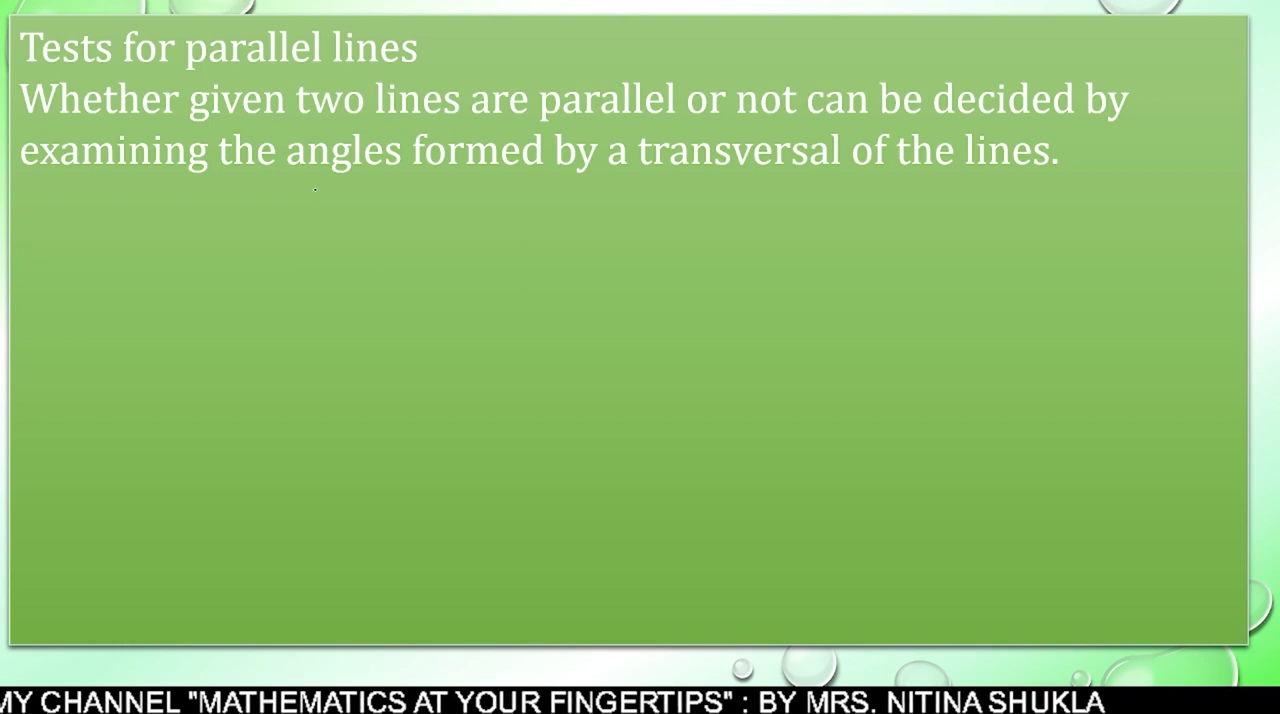 Tests for parallel lines
Whether given two lines are parallel or not can be decided by
examining the angles formed by a transversal of the lines.
MY CHANNEL "MATHEMATICS AT YOUR FINGERTIPS" : BY MRS. NITINA SHUKLA